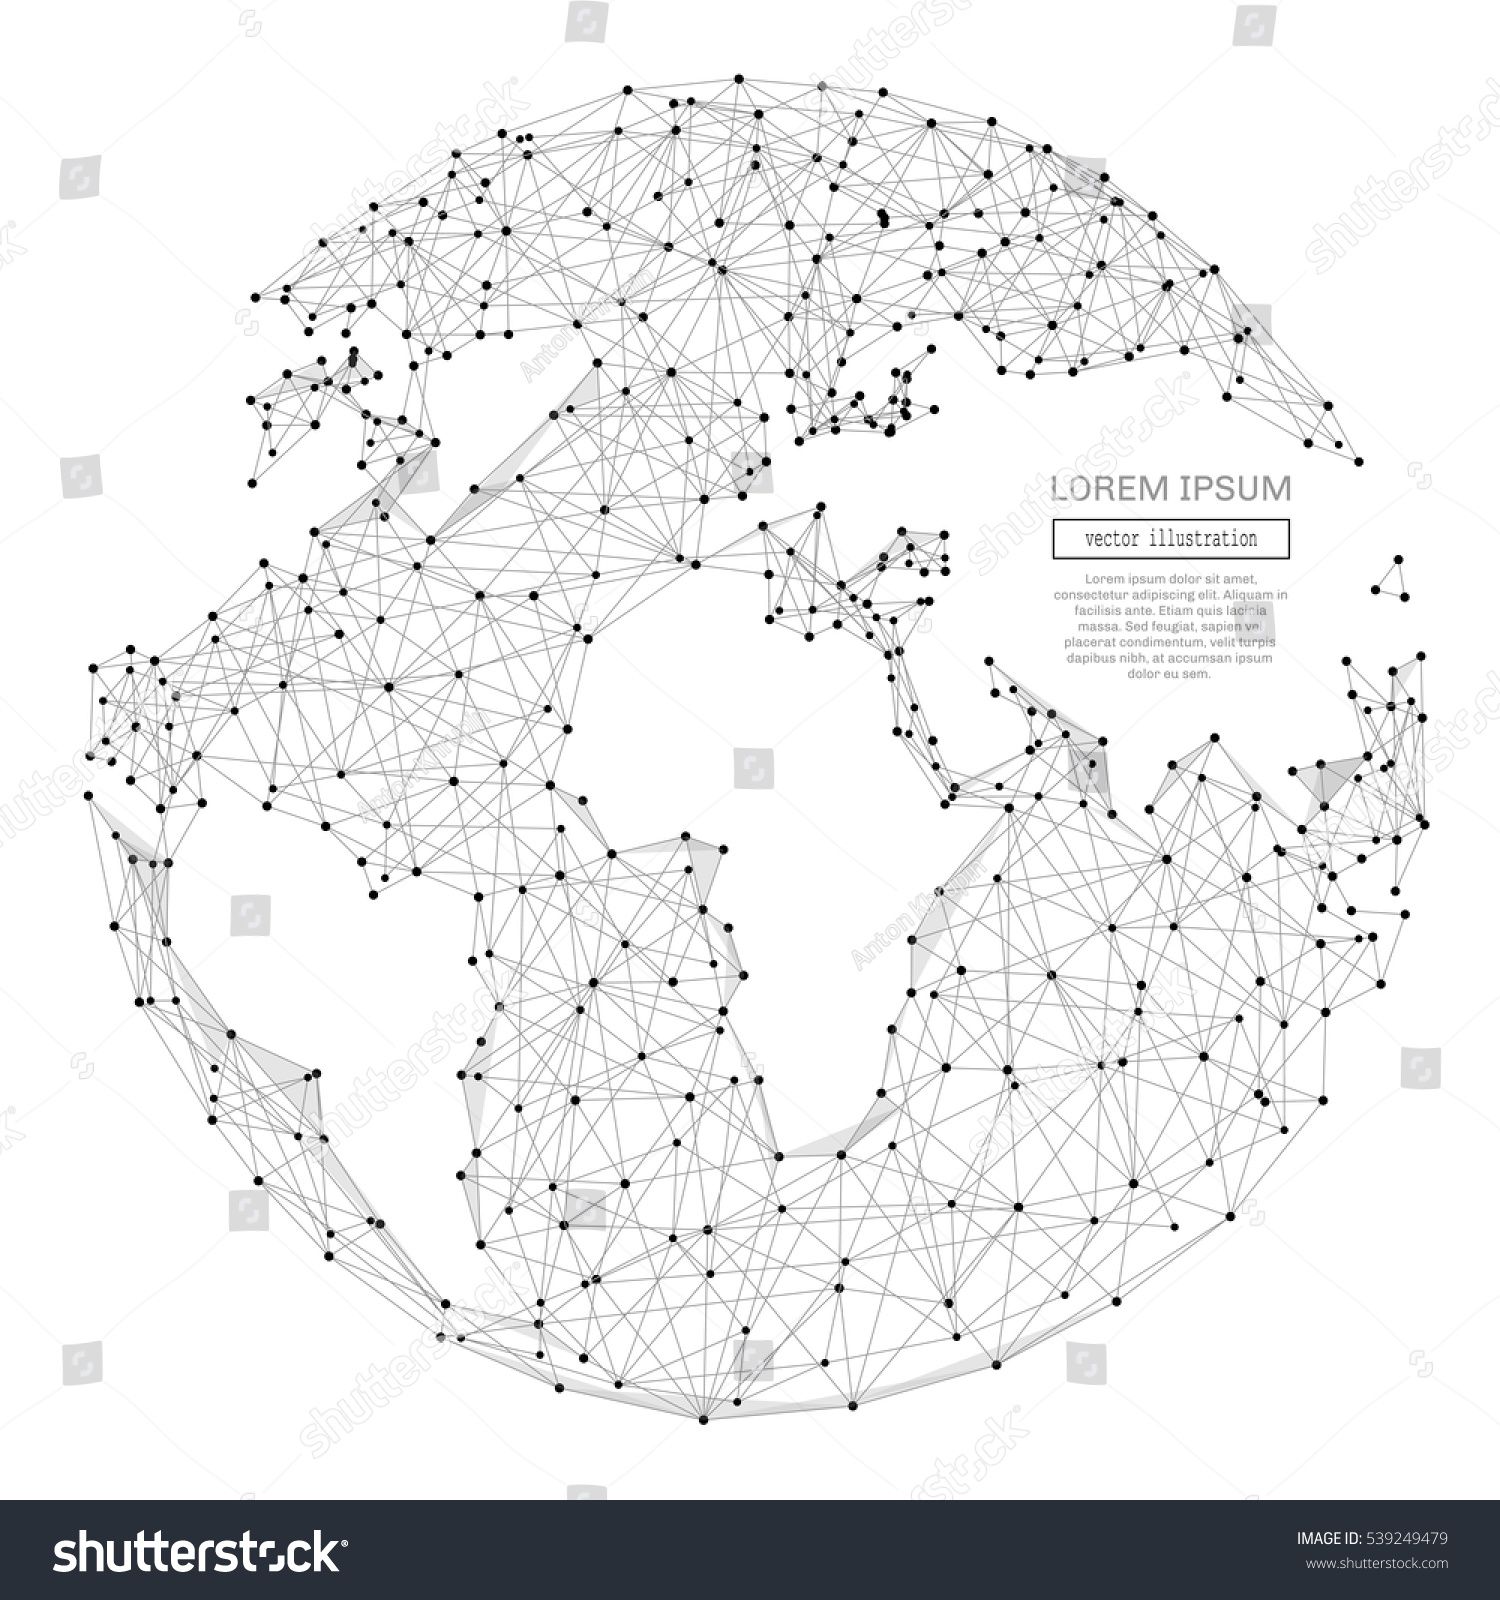 LOREM IPSUM
vector illustration
Lorem ipsum dolor sit amet,
consectetur adipiscing elit. Aliquam in
facilisis ante. Etiam quis lacinia
massa. Sed feugiat, sapien vel
placerat condimentum, velit turpis
dapibus nibh, at accumsan ipsum
dolor eu sem.
shutterstock
IMAGE ID: 539249479
www.shutterstock.com